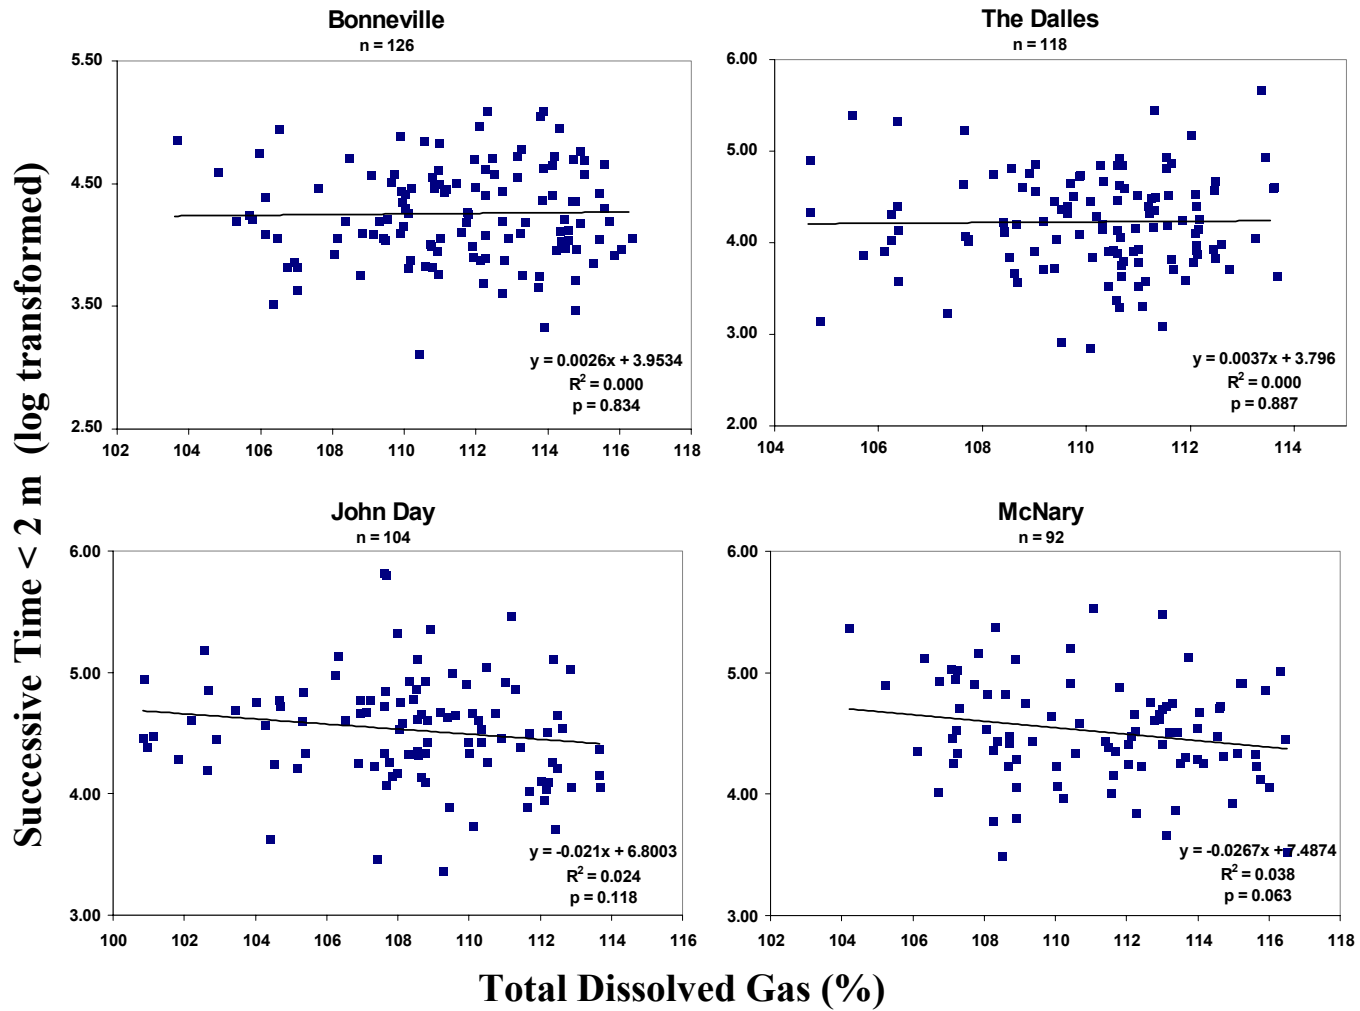 Successive Time < 2 m (log transformed)
Bonneville
n = 126
5.50
4.50
3.50
2.50
102 104 106 108 110 112 114 116 118
y = 0.0026x + 3.9534
R² = 0.000
p = 0.834
The Dalles
n = 118
6.00
5.00
4.00
3.00
2.00
104 106 108 110 112 114
y = 0.0037x + 3.796
R² = 0.000
p = 0.887
John Day
n = 104
6.00
5.00
4.00
3.00
100 102 104 106 108 110 112 114 116
y = -0.021x + 6.8003
R² = 0.024
p = 0.118
McNary
n = 92
6.00
5.00
4.00
3.00
102 104 106 108 110 112 114 116 118
y = -0.0267x + 7.4874
R² = 0.038
p = 0.063
Total Dissolved Gas (%)